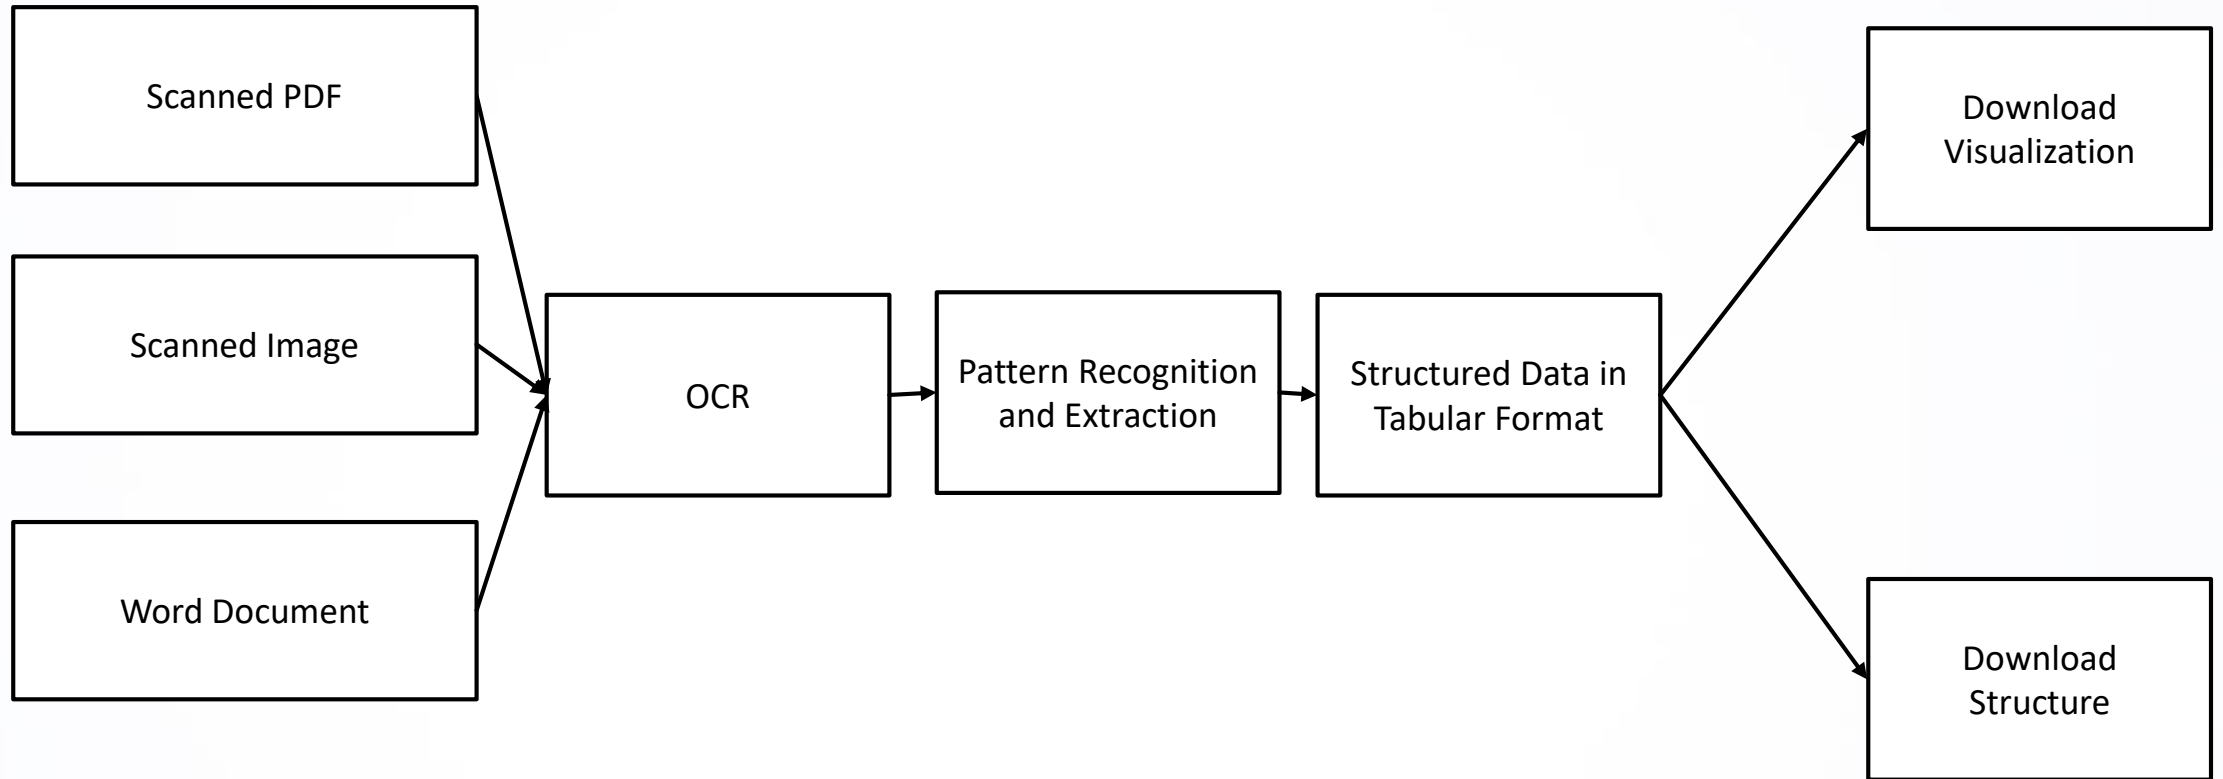 Scanned PDF
Scanned Image
Word Document
OCR
Pattern Recognition
and Extraction
Structured Data in
Tabular Format
Download
Visualization
Download
Structure